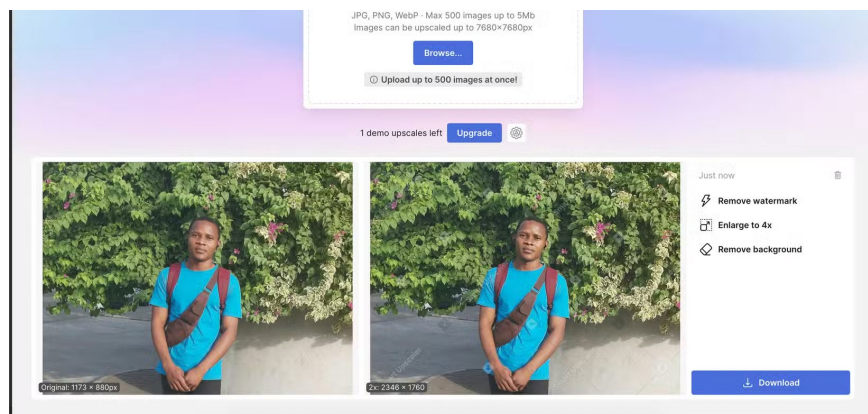 JPG, PNG, WebP · Max 500 images up to 5Mb
Images can be upscaled up to 7680×7680px
Browse...
Upload up to 500 images at once!
1 demo upscales left
Upgrade
Just now
Remove watermark
Enlarge to 4x
Remove background
Original: 1173 × 880px
2x: 2346 × 1760
Upscaler
Download